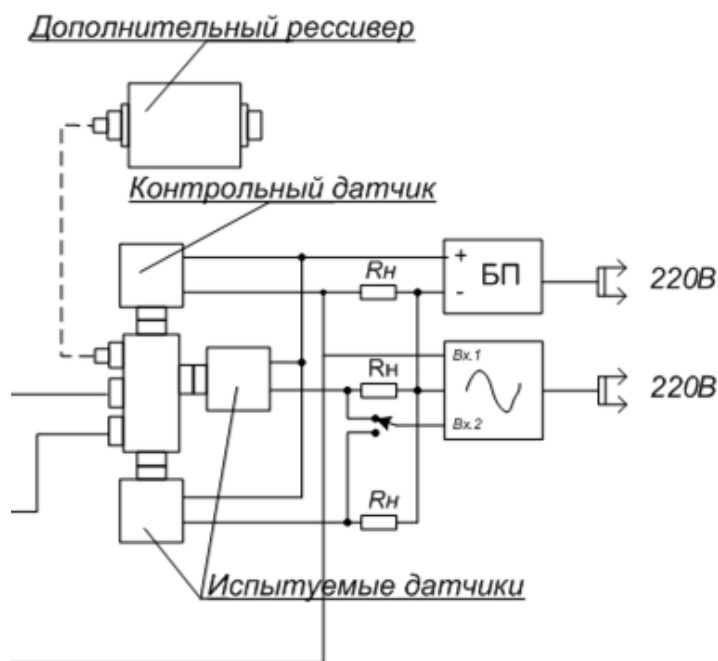 Дополнительный рессивер
Контрольный датчик
Rн
+
БП
-
220В
Вх.1
Rн
220В
Вх.2
Rн
Испытуемые датчики